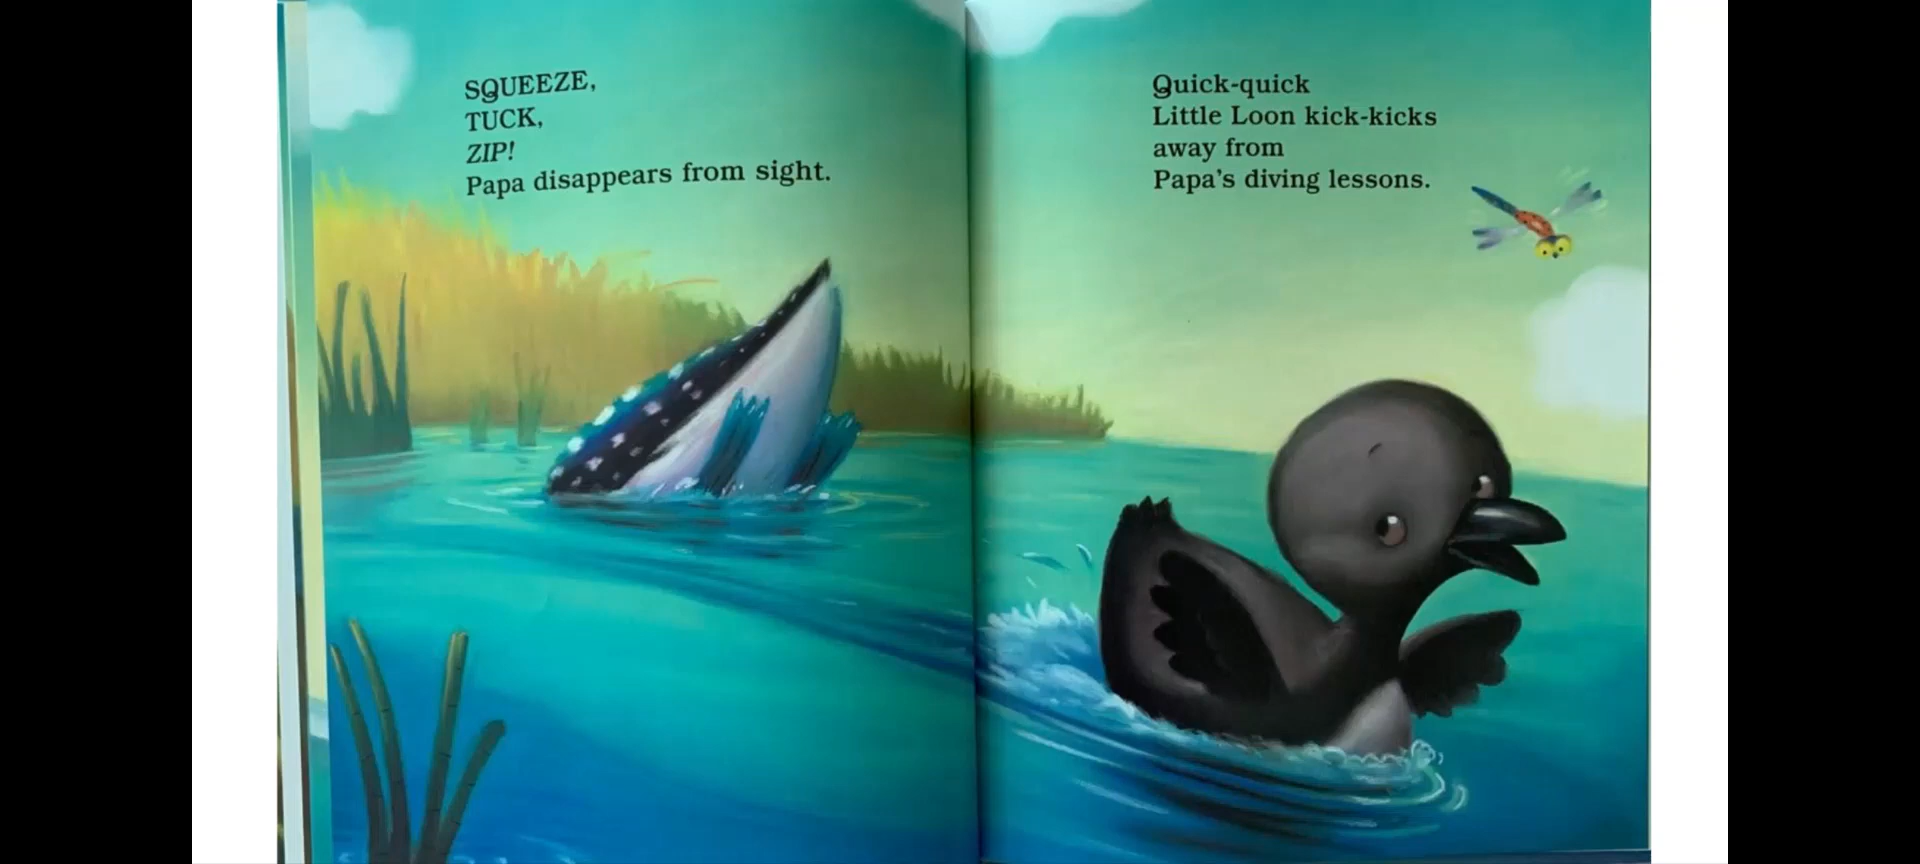 SQUEEZE,
TUCK,
ZIP!
Papa disappears from sight.
Quick-quick
Little Loon kick-kicks
away from
Papa's diving lessons.